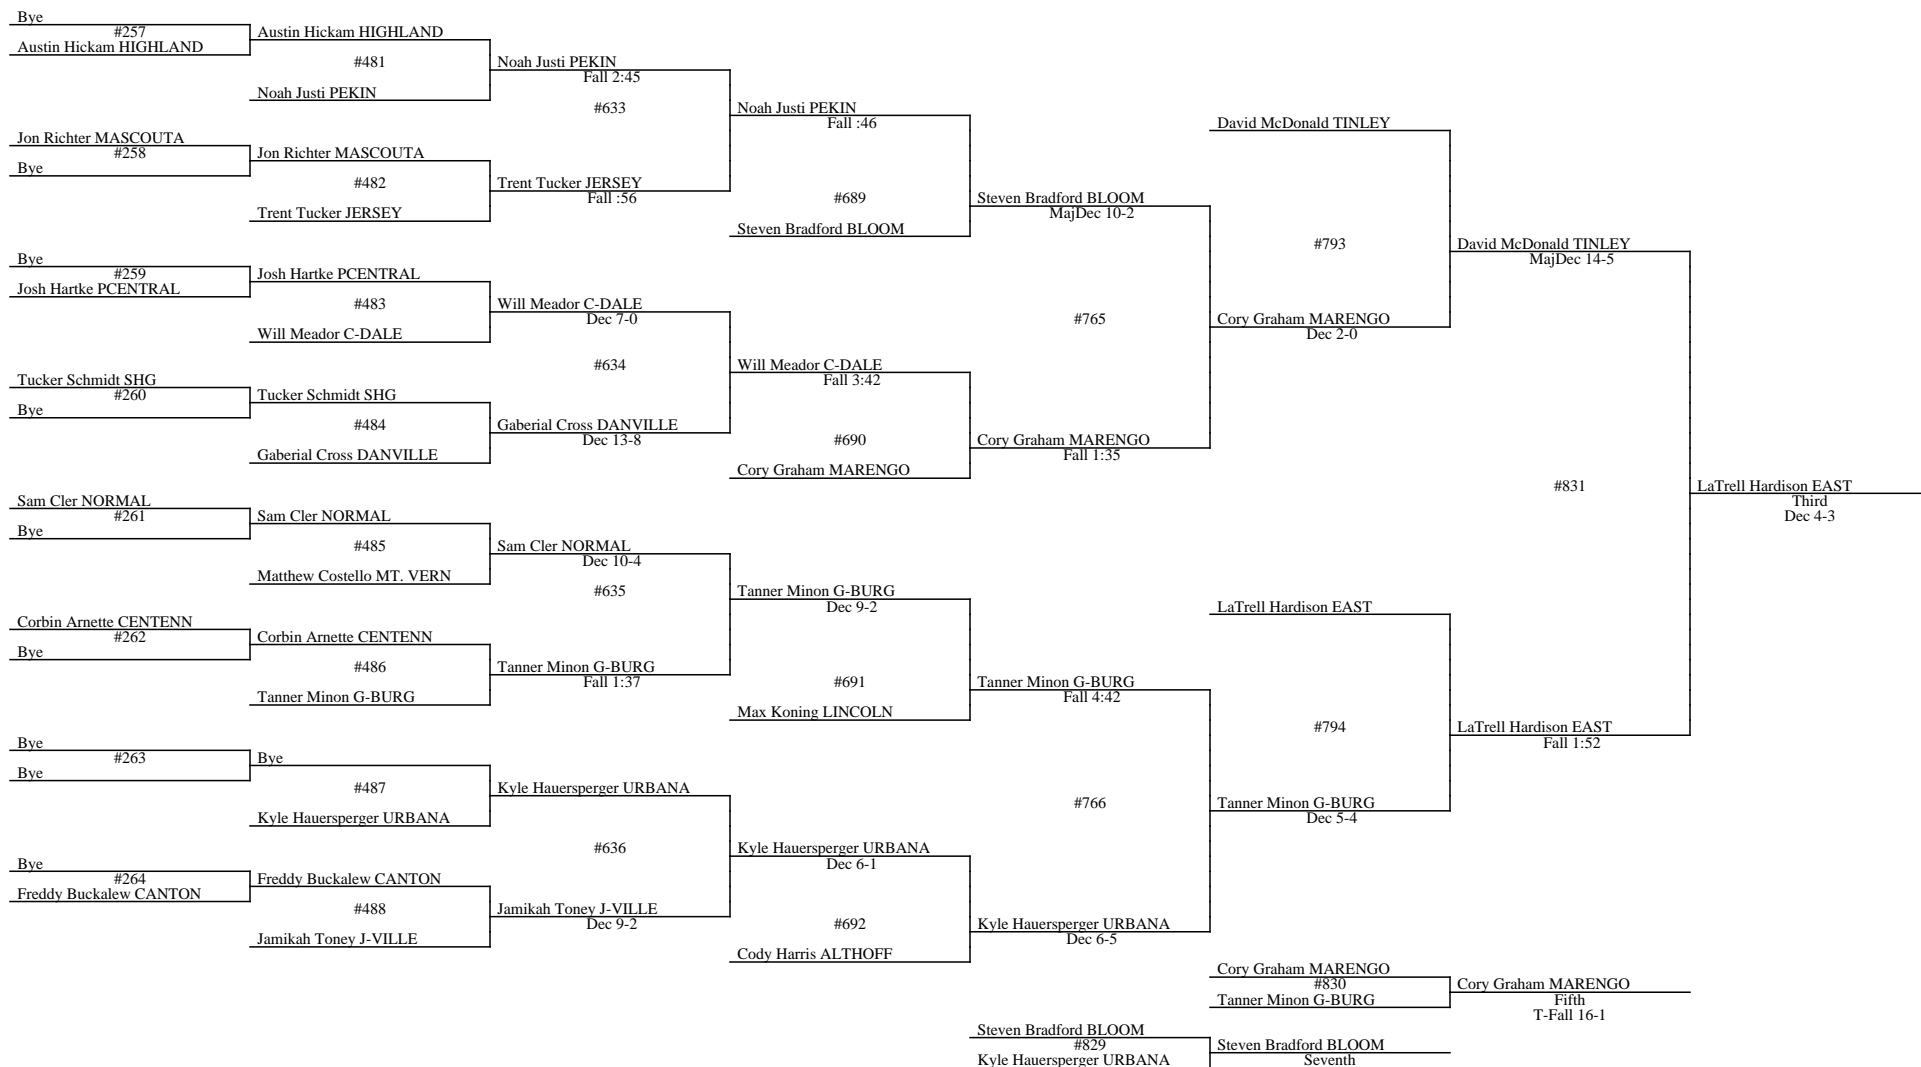 Bye
#257
Austin Hickam HIGHLAND
Austin Hickam HIGHLAND
#481
Noah Justi PEKIN
Noah Justi PEKIN
Fall 2:45
#633
Noah Justi PEKIN
Fall :46
David McDonald TINLEY
Jon Richter MASCOUTA
#258
Bye
Jon Richter MASCOUTA
#482
Trent Tucker JERSEY
Trent Tucker JERSEY
Fall :56
#689
Steven Bradford BLOOM
Steven Bradford BLOOM
MajDec 10-2
#793
David McDonald TINLEY
MajDec 14-5
Bye
#259
Josh Hartke PCENTRAL
Josh Hartke PCENTRAL
#483
Will Meador C-DALE
Will Meador C-DALE
Dec 7-0
#765
Cory Graham MARENGO
Dec 2-0
#634
Will Meador C-DALE
Fall 3:42
Tucker Schmidt SHG
#260
Bye
Tucker Schmidt SHG
#484
Gaberial Cross DANVILLE
Gaberial Cross DANVILLE
Dec 13-8
#690
Cory Graham MARENGO
Cory Graham MARENGO
Fall 1:35
#831
LaTrell Hardison EAST
Third
Dec 4-3
Sam Cler NORMAL
#261
Bye
Sam Cler NORMAL
#485
Matthew Costello MT. VERN
Sam Cler NORMAL
Dec 10-4
#635
Tanner Minon G-BURG
Dec 9-2
LaTrell Hardison EAST
Corbin Arnette CENTENN
#262
Bye
Corbin Arnette CENTENN
#486
Tanner Minon G-BURG
Tanner Minon G-BURG
Fall 1:37
#691
Max Koning LINCOLN
Tanner Minon G-BURG
Fall 4:42
#794
LaTrell Hardison EAST
Fall 1:52
Bye
#263
Bye
Bye
#487
Kyle Hauersperger URBANA
Kyle Hauersperger URBANA
#766
Tanner Minon G-BURG
Dec 5-4
#636
Kyle Hauersperger URBANA
Dec 6-1
Bye
#264
Freddy Buckalew CANTON
Freddy Buckalew CANTON
#488
Jamikah Toney J-VILLE
Jamikah Toney J-VILLE
Dec 9-2
#692
Cody Harris ALTHOFF
Kyle Hauersperger URBANA
Dec 6-5
Cory Graham MARENGO
#830
Tanner Minon G-BURG
Cory Graham MARENGO
Fifth
T-Fall 16-1
Steven Bradford BLOOM
#829
Kyle Hauersperger URBANA
Steven Bradford BLOOM
Seventh